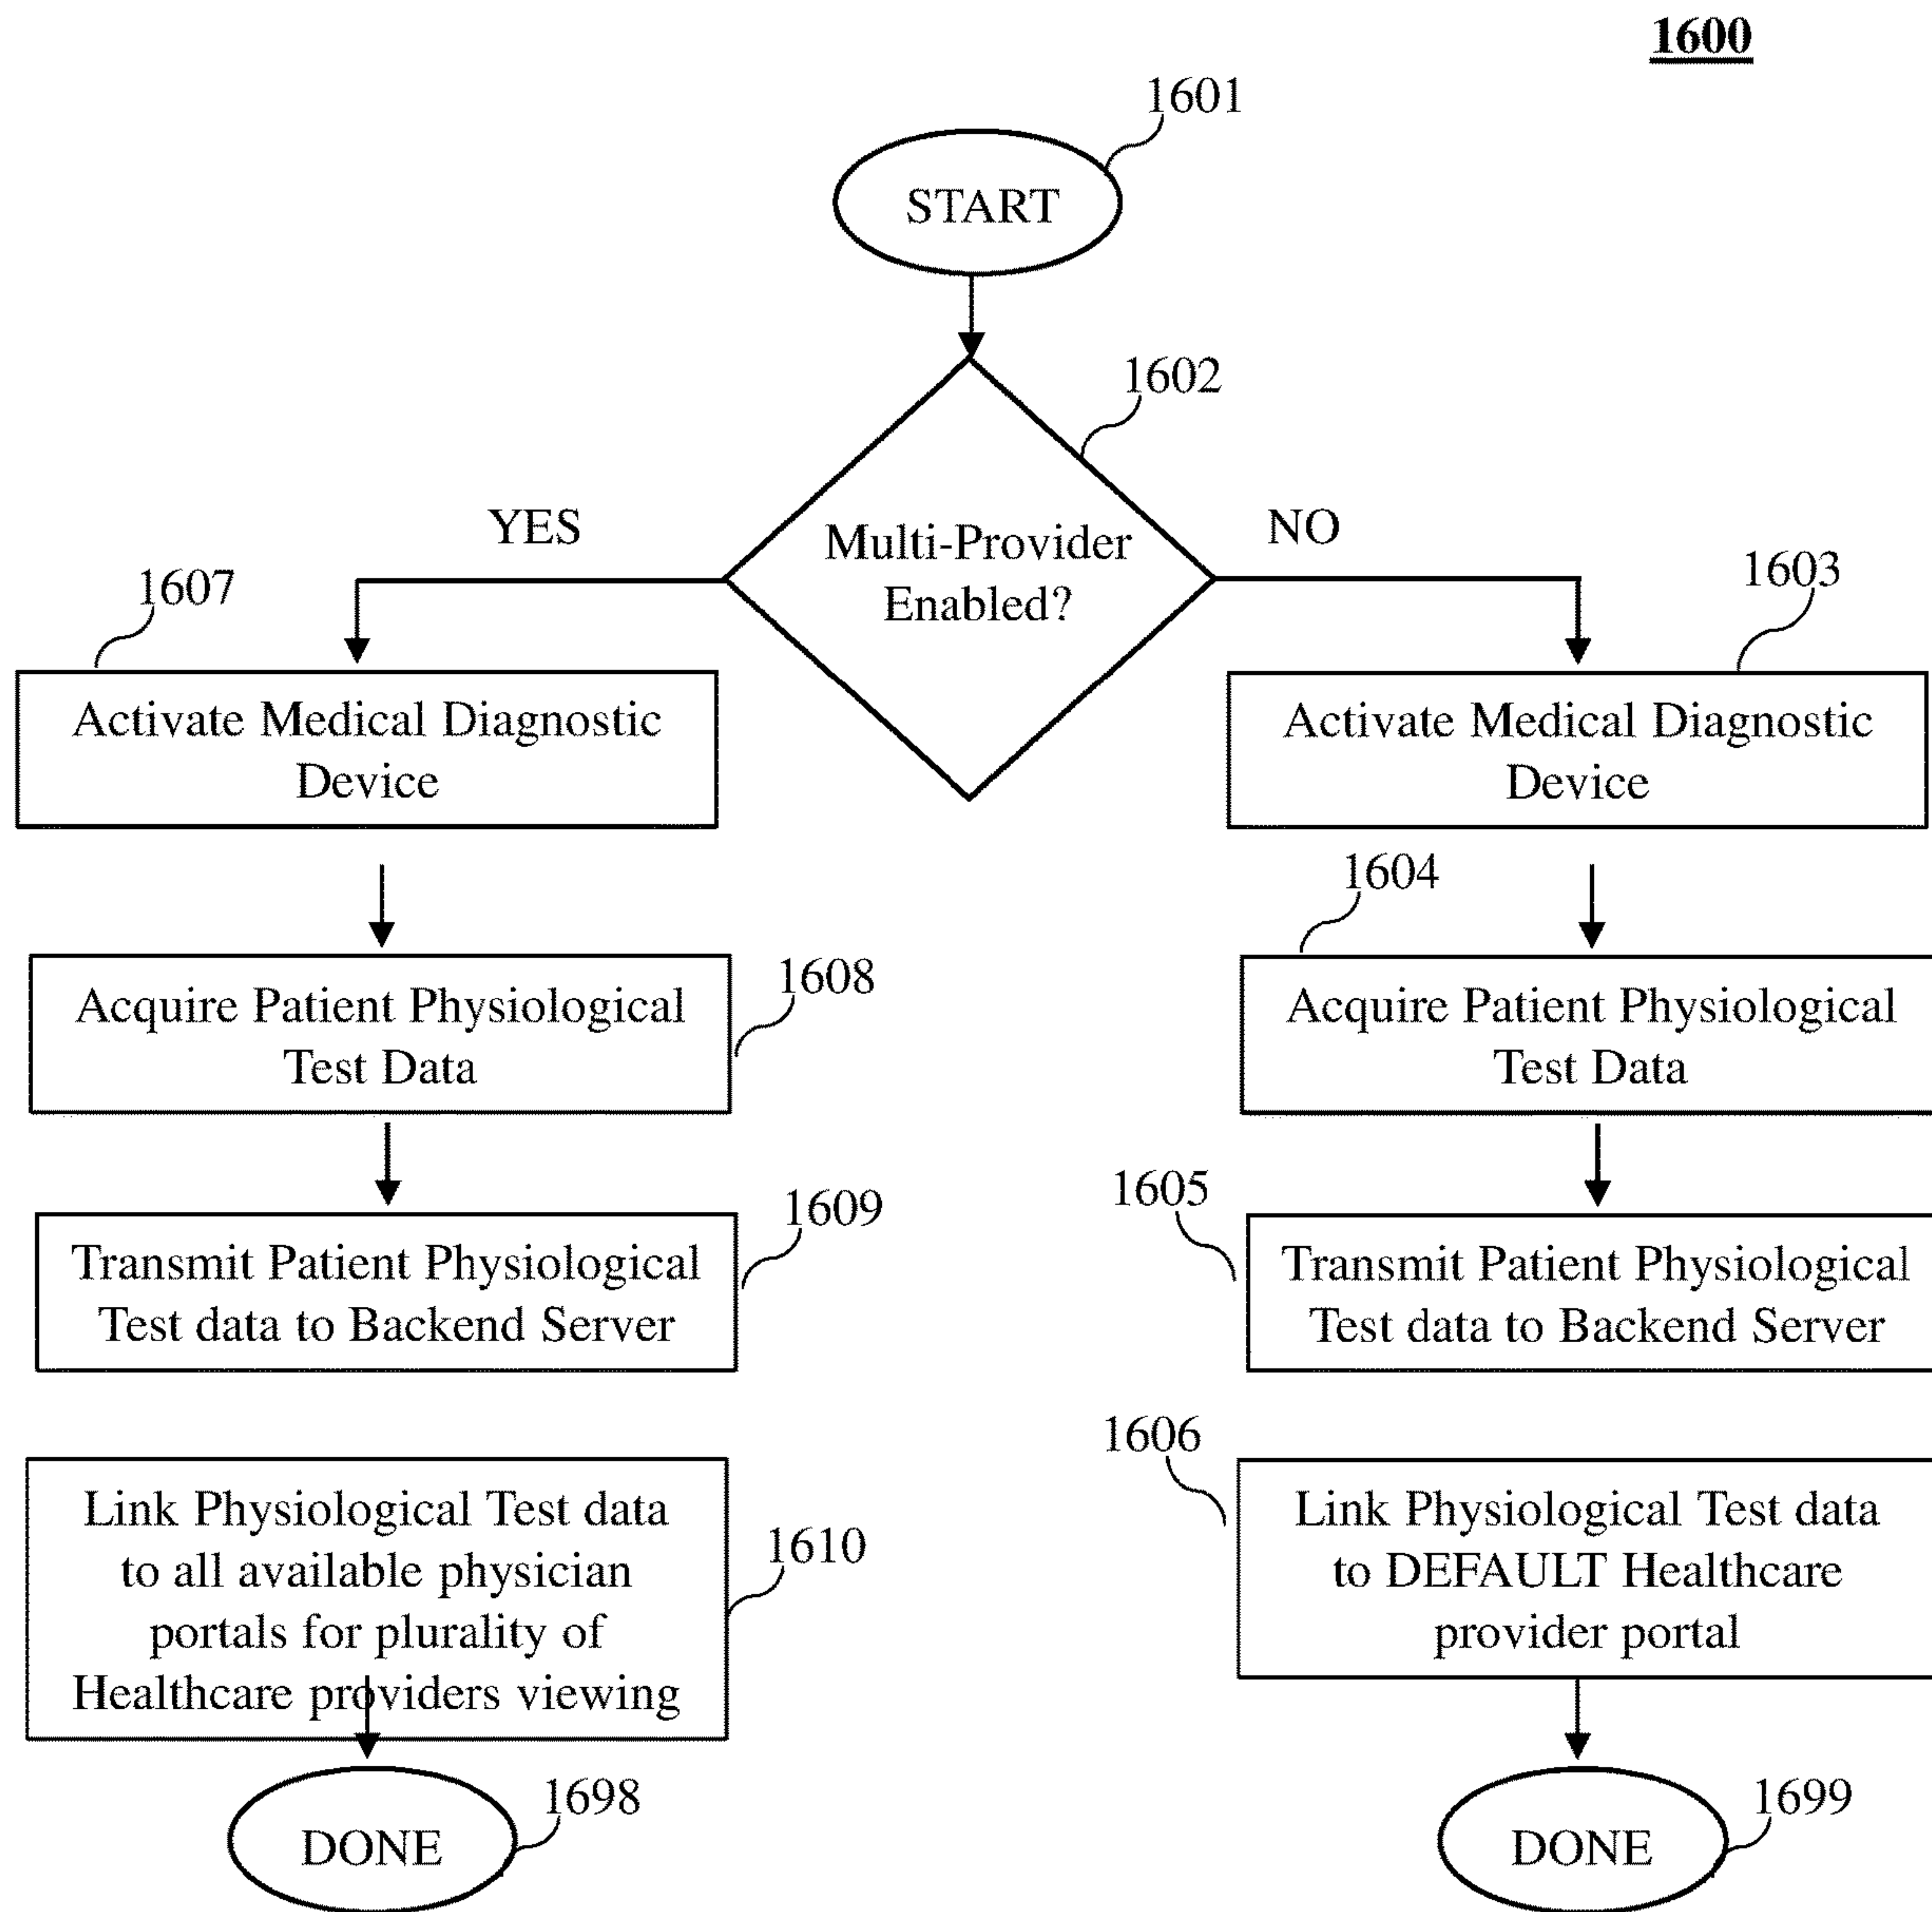 1600
1601
START
1602
Multi-Provider
Enabled?
YES
NO
1607
Activate Medical Diagnostic
Device
1608
Acquire Patient Physiological
Test Data
1609
Transmit Patient Physiological
Test data to Backend Server
1610
Link Physiological Test data
to all available physician
portals for plurality of
Healthcare providers viewing
1698
DONE
1603
Activate Medical Diagnostic
Device
1604
Acquire Patient Physiological
Test Data
1605
Transmit Patient Physiological
Test data to Backend Server
1606
Link Physiological Test data
to DEFAULT Healthcare
provider portal
1699
DONE